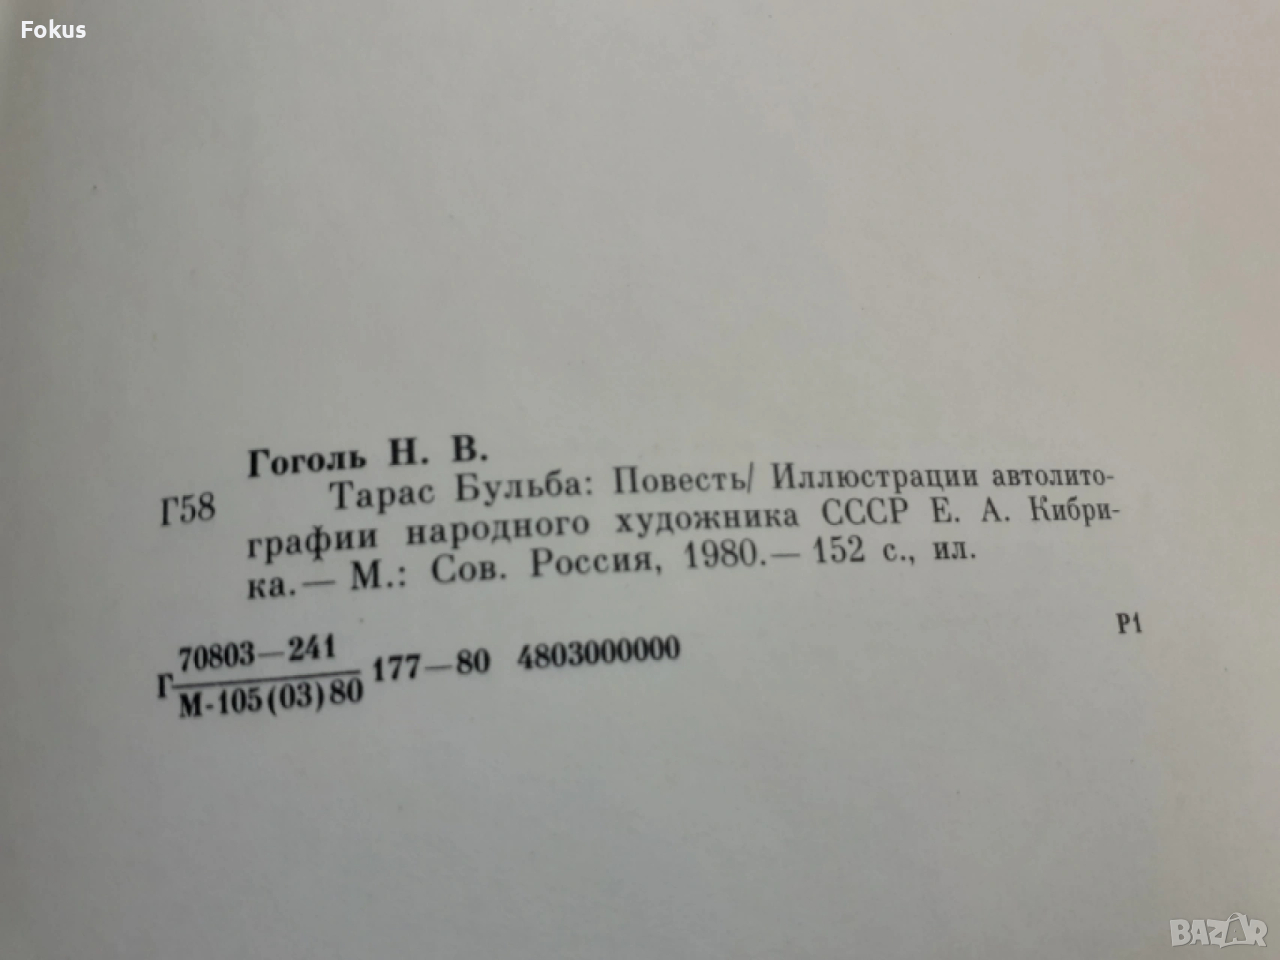 Fokus
Гоголь Н. В.
Г58
Тарас Бульба: Повесть/ Иллюстрации автолито-
графии народного художника СССР Е. А. Кибри-
ка.— М.: Сов. Россия, 1980.— 152 с., ил.
Р1
70803—241
Г 177—80 4803000000
М-105(03)80
BAZAR